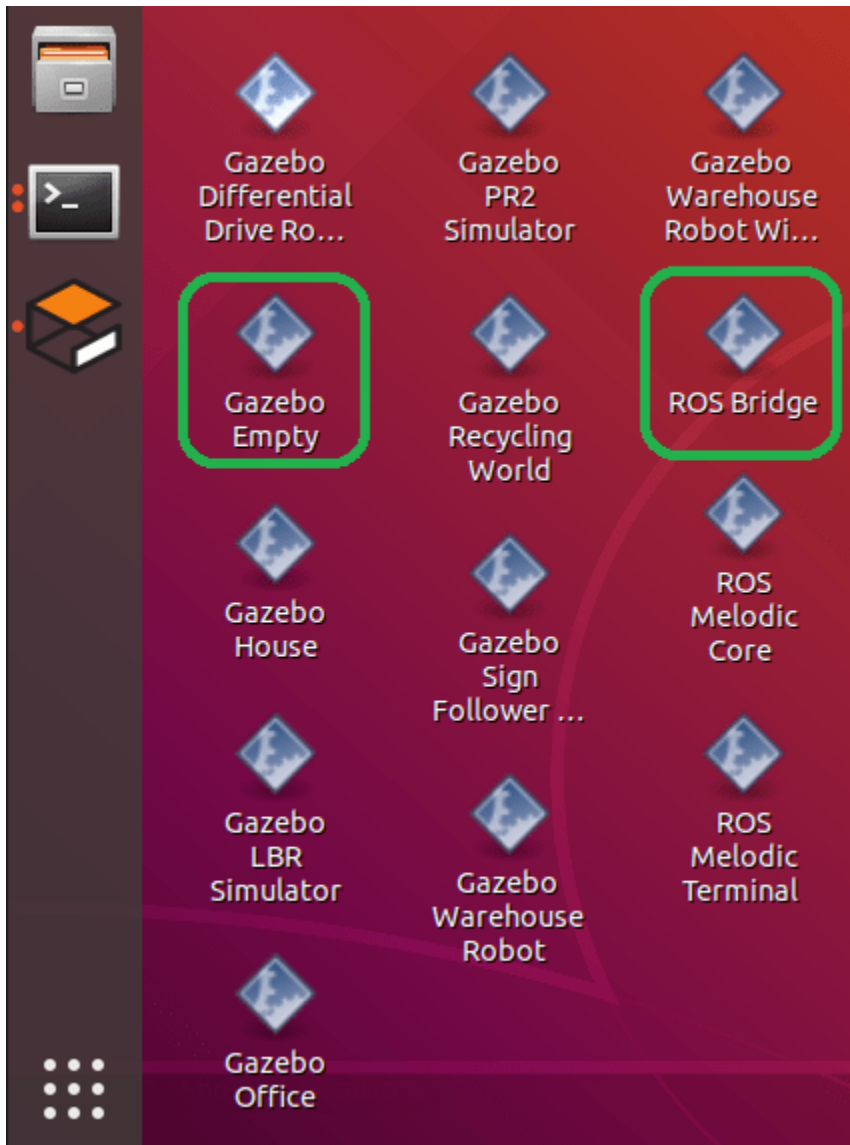 >_
Gazebo
Differential
Drive Ro...
Gazebo
PR2
Simulator
Gazebo
Warehouse
Robot Wi...
Gazebo
Empty
Gazebo
Recycling
World
ROS Bridge
Gazebo
House
Gazebo
Sign
Follower ...
ROS
Melodic
Core
Gazebo
LBR
Simulator
Gazebo
Warehouse
Robot
ROS
Melodic
Terminal
Gazebo
Office